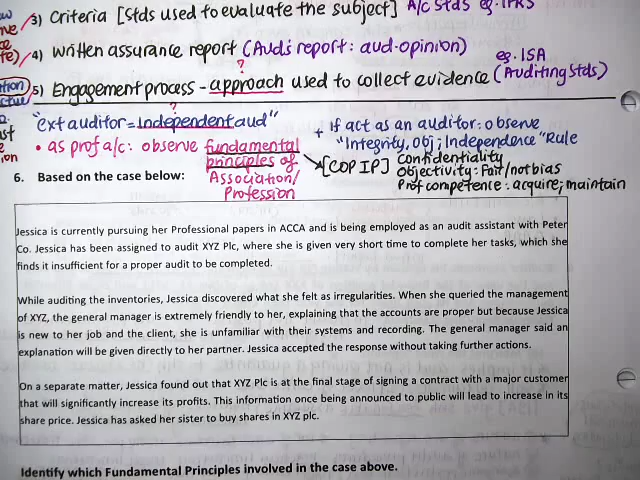 3) Criteria [Stds used to evaluate the subject] A/c Stds eg. IFRS
4) written assurance report (Aud's report: aud-opinion)
? eg. ISA
5) Engagement process - approach used to collect evidence (Auditing Stds)
?
"ext auditor = Independent aud" + If act as an auditor: observe
"Integrity, Obj; Independence" Rule
• as prof a/c: observe fundamental
principles of
Association/
Profession
[COP IP] Confidentiality
Objectivity: Fair/not bias
Prof competence: acquire; maintain
6. Based on the case below:
Jessica is currently pursuing her Professional papers in ACCA and is being employed as an audit assistant with Peter
Co. Jessica has been assigned to audit XYZ Plc, where she is given very short time to complete her tasks, which she
finds it insufficient for a proper audit to be completed.
While auditing the inventories, Jessica discovered what she felt as irregularities. When she queried the management
of XYZ, the general manager is extremely friendly to her, explaining that the accounts are proper but because Jessica
is new to her job and the client, she is unfamiliar with their systems and recording. The general manager said an
explanation will be given directly to her partner. Jessica accepted the response without taking further actions.
On a separate matter, Jessica found out that XYZ Plc is at the final stage of signing a contract with a major customer
that will significantly increase its profits. This information once being announced to public will lead to increase in its
share price. Jessica has asked her sister to buy shares in XYZ plc.
Identify which Fundamental Principles involved in the case above.